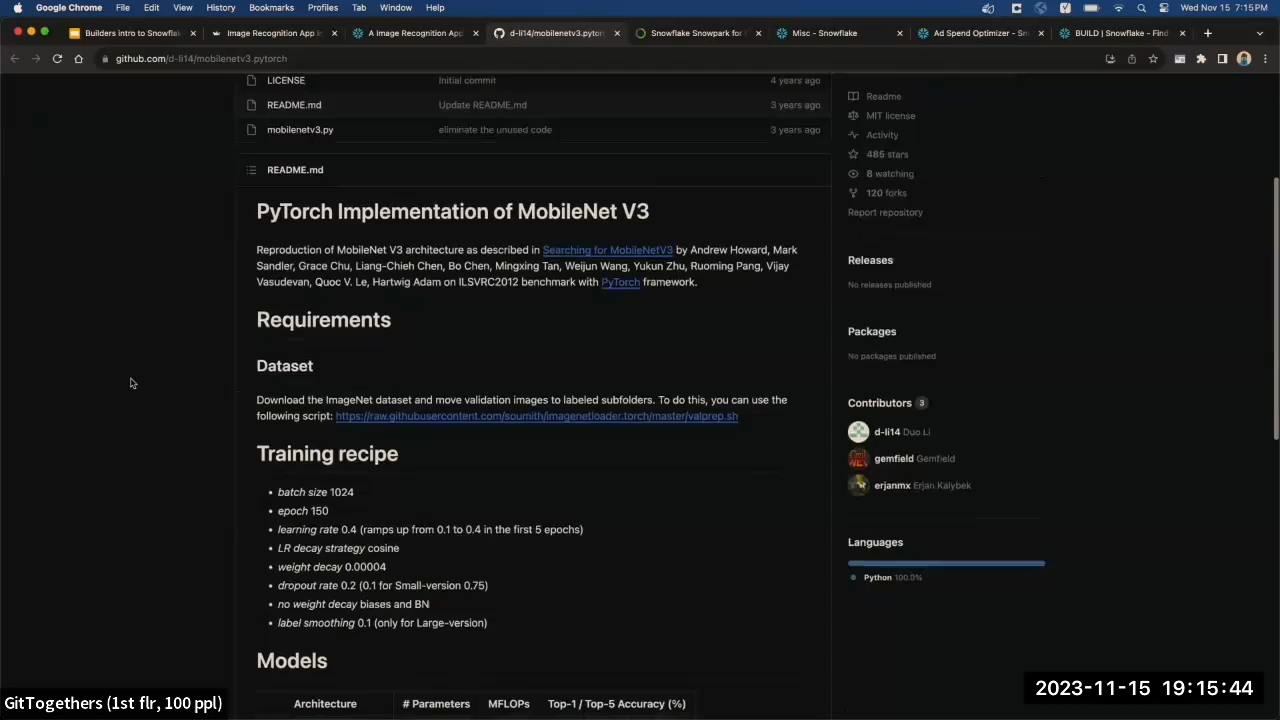 Google Chrome File Edit View History Bookmarks Profiles Tab Window Help Wed Nov 15 7:15 PM
Builders intro to Snowflak Image Recognition App in A Image Recognition App d-li14/mobilenetv3.pytorch Snowflake Snowpark for Misc - Snowflake Ad Spend Optimizer - Sn BUILD | Snowflake - Find
github.com/d-li14/mobilenetv3.pytorch
LICENSE Initial commit 4 years ago
README.md Update README.md 3 years ago
mobilenetv3.py eliminate the unused code 3 years ago
README.md
PyTorch Implementation of MobileNet V3
Reproduction of MobileNet V3 architecture as described in Searching for MobileNetV3 by Andrew Howard, Mark
Sandler, Grace Chu, Liang-Chieh Chen, Bo Chen, Mingxing Tan, Weijun Wang, Yukun Zhu, Ruoming Pang, Vijay
Vasudevan, Quoc V. Le, Hartwig Adam on ILSVRC2012 benchmark with PyTorch framework.
Requirements
Dataset
Download the ImageNet dataset and move validation images to labeled subfolders. To do this, you can use the
following script: https://raw.githubusercontent.com/soumith/imagenetloader.torch/master/valprep.sh
Training recipe
• batch size 1024
• epoch 150
• learning rate 0.4 (ramps up from 0.1 to 0.4 in the first 5 epochs)
• LR decay strategy cosine
• weight decay 0.00004
• dropout rate 0.2 (0.1 for Small-version 0.75)
• no weight decay biases and BN
• label smoothing 0.1 (only for Large-version)
Models
Architecture # Parameters MFLOPs Top-1 / Top-5 Accuracy (%)
Readme
MIT license
Activity
486 stars
8 watching
120 forks
Report repository
Releases
No releases published
Packages
No packages published
Contributors 3
d-li14 Duo Li
gemfield Gemfield
erjanmx Erjan Kalybek
Languages
Python 100.0%
GitTogethers (1st flr, 100 ppl)
2023-11-15 19:15:44